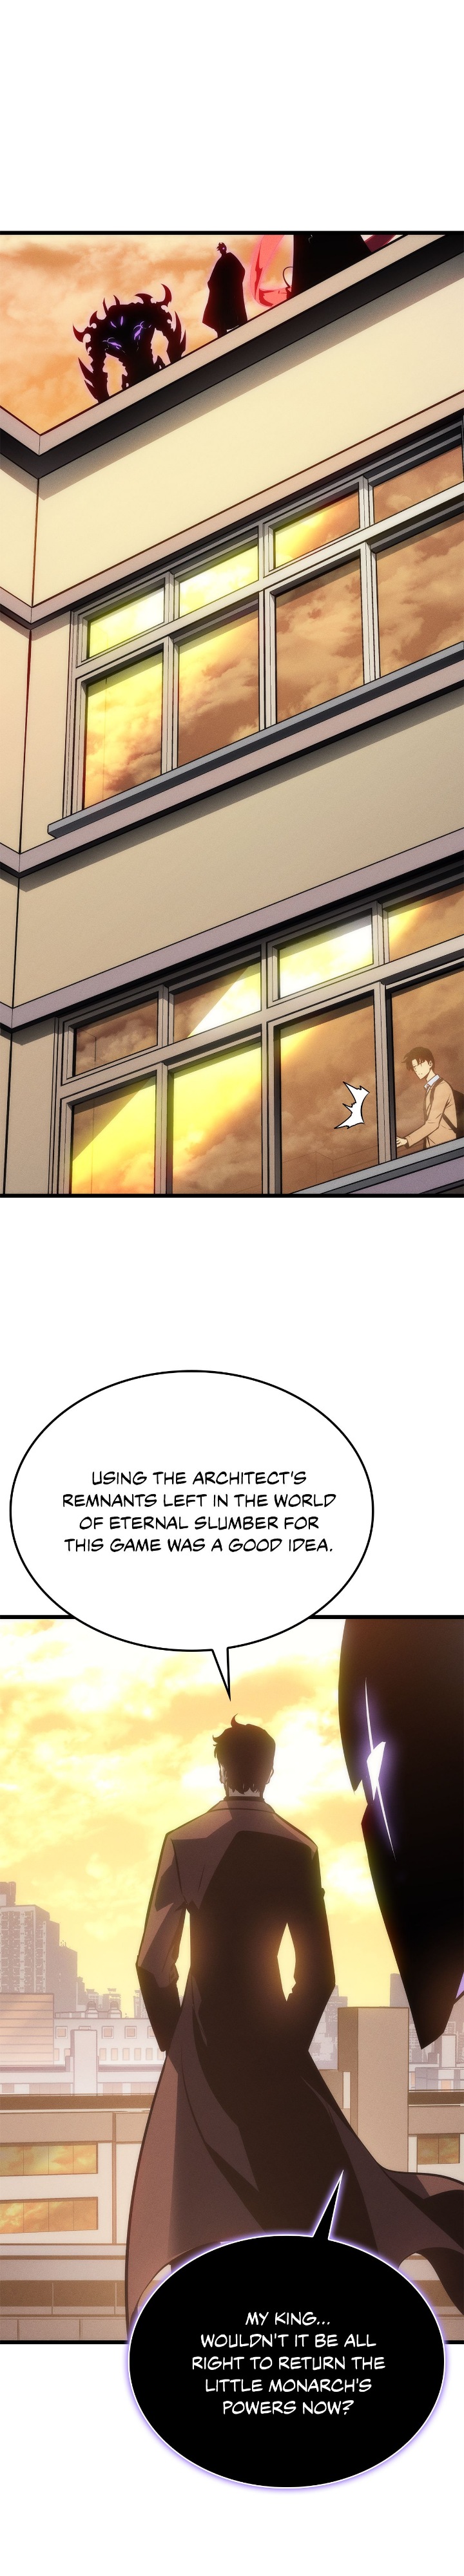 USING THE ARCHITECT'S
REMNANTS LEFT IN THE WORLD
OF ETERNAL SLUMBER FOR
THIS GAME WAS A GOOD IDEA.
MY KING...
WOULDN'T IT BE ALL
RIGHT TO RETURN THE
LITTLE MONARCH'S
POWERS NOW?